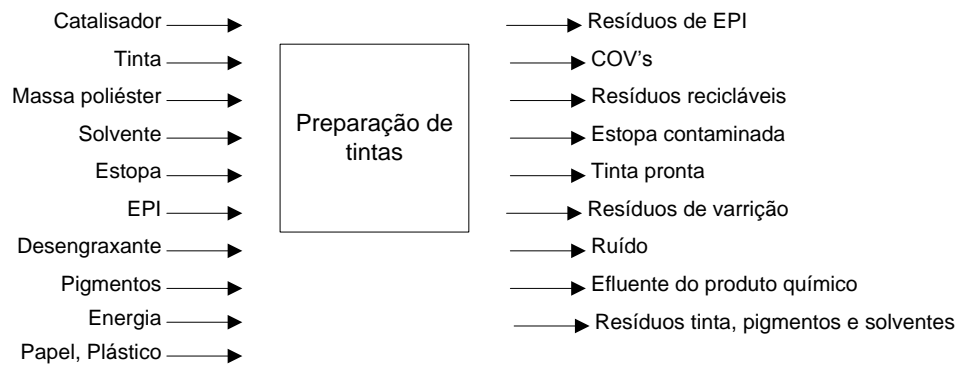 Catalisador
Tinta
Massa poliéster
Solvente
Estopa
EPI
Desengraxante
Pigmentos
Energia
Papel, Plástico
Preparação de
tintas
Resíduos de EPI
COV's
Resíduos recicláveis
Estopa contaminada
Tinta pronta
Resíduos de varrição
Ruído
Efluente do produto químico
Resíduos tinta, pigmentos e solventes